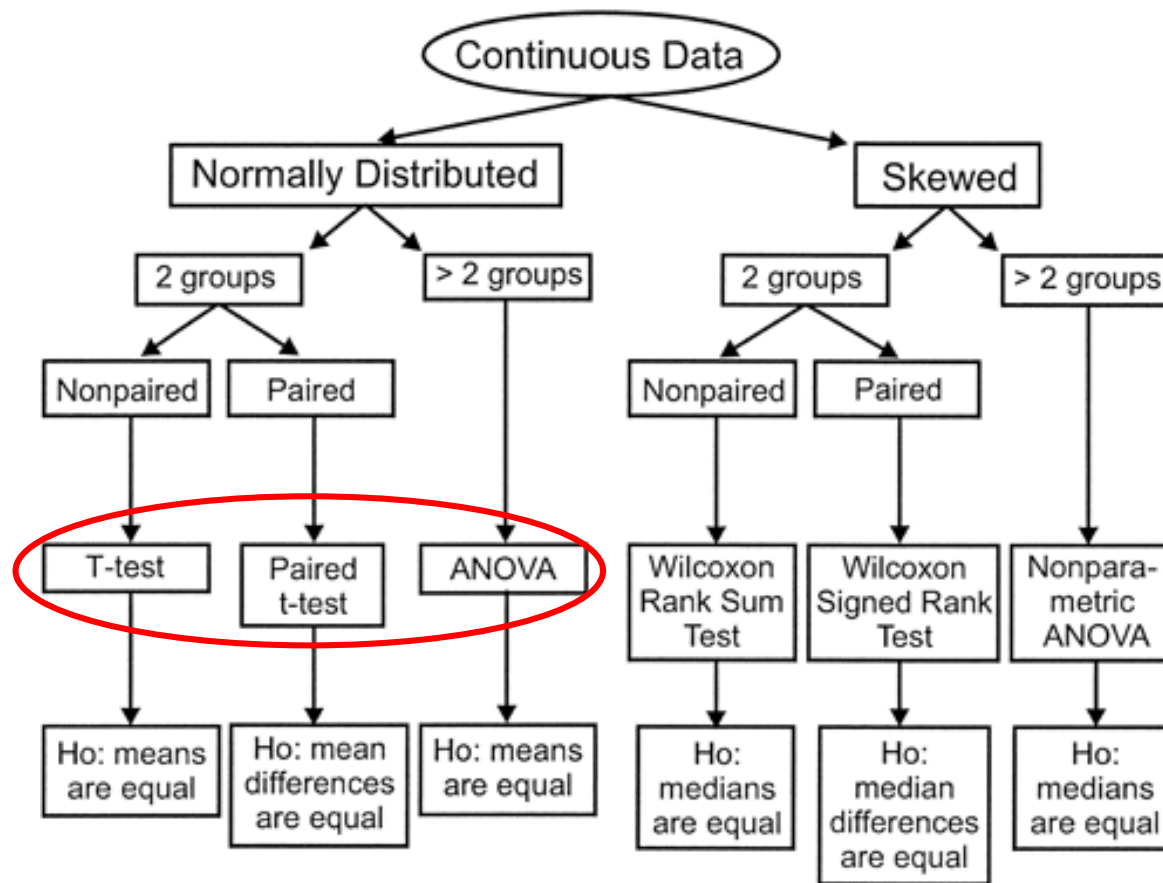 Continuous Data
Normally Distributed
Skewed
2 groups
> 2 groups
2 groups
> 2 groups
Nonpaired
Paired
Nonpaired
Paired
T-test
Paired
t-test
ANOVA
Wilcoxon
Rank Sum
Test
Wilcoxon
Signed Rank
Test
Nonpara-
metric
ANOVA
Ho: means
are equal
Ho: mean
differences
are equal
Ho: means
are equal
Ho:
medians
are equal
Ho:
median
differences
are equal
Ho:
medians
are equal